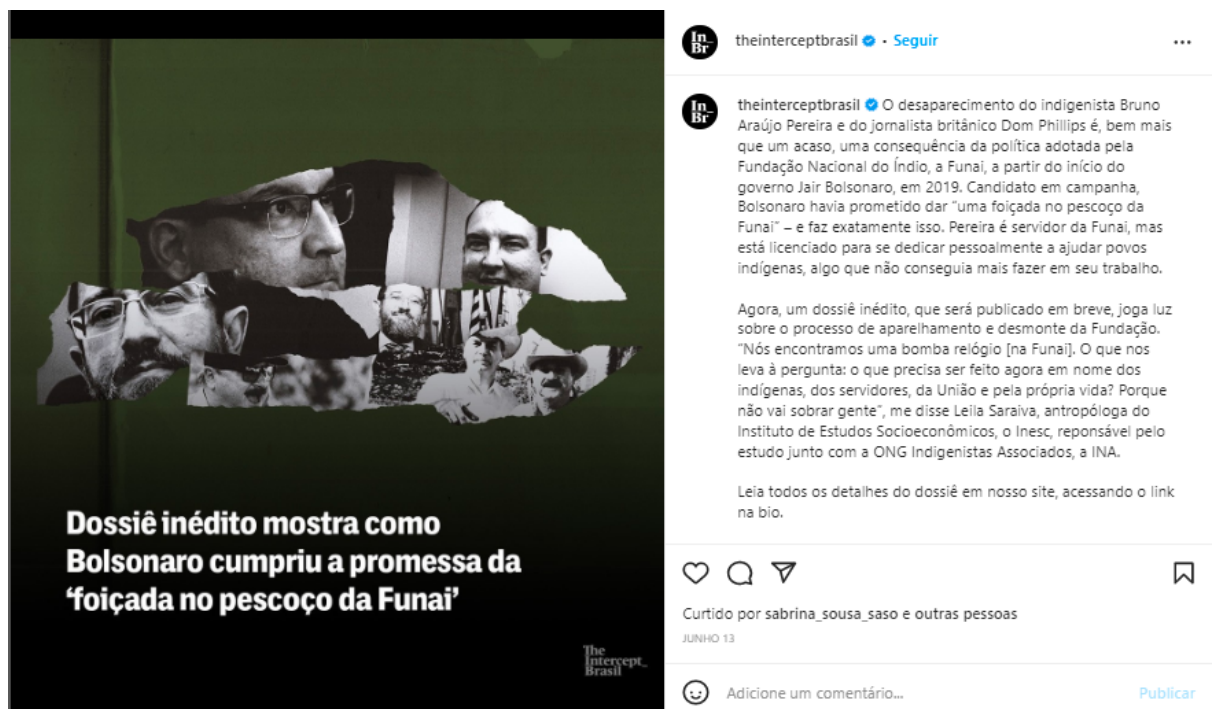 Dossiê inédito mostra como
Bolsonaro cumpriu a promessa da
‘foiçada no pescoço da Funai’
The
Intercept_
Brasil
In_
Br
theinterceptbrasil • Seguir
In_
Br
theinterceptbrasil O desaparecimento do indigenista Bruno
Araújo Pereira e do jornalista britânico Dom Phillips é, bem mais
que um acaso, uma consequência da política adotada pela
Fundação Nacional do Índio, a Funai, a partir do início do
governo Jair Bolsonaro, em 2019. Candidato em campanha,
Bolsonaro havia prometido dar “uma foiçada no pescoço da
Funai” – e faz exatamente isso. Pereira é servidor da Funai, mas
está licenciado para se dedicar pessoalmente a ajudar povos
indígenas, algo que não conseguia mais fazer em seu trabalho.
Agora, um dossiê inédito, que será publicado em breve, joga luz
sobre o processo de aparelhamento e desmonte da Fundação.
“Nós encontramos uma bomba relógio [na Funai]. O que nos
leva à pergunta: o que precisa ser feito agora em nome dos
indígenas, dos servidores, da União e pela própria vida? Porque
não vai sobrar gente”, me disse Leila Saraiva, antropóloga do
Instituto de Estudos Socioeconômicos, o Inesc, reponsável pelo
estudo junto com a ONG Indigenistas Associados, a INA.
Leia todos os detalhes do dossiê em nosso site, acessando o link
na bio.
Curtido por sabrina_sousa_saso e outras pessoas
JUNHO 13
Adicione um comentário... Publicar